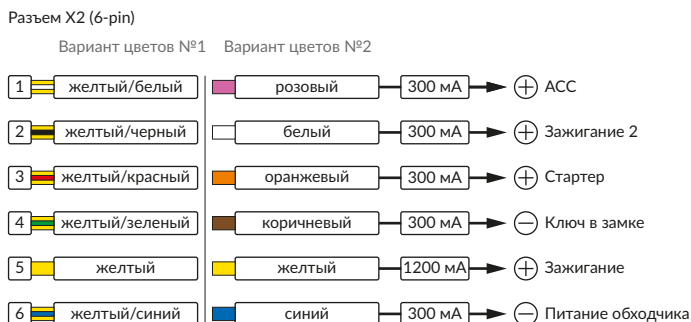 Разъем X2 (6-pin)
Вариант цветов №1 Вариант цветов №2
1 желтый/белый розовый 300 мА + ACC
2 желтый/черный белый 300 мА + Зажигание 2
3 желтый/красный оранжевый 300 мА + Стартер
4 желтый/зеленый коричневый 300 мА − Ключ в замке
5 желтый желтый 1200 мА + Зажигание
6 желтый/синий синий 300 мА − Питание обходчика